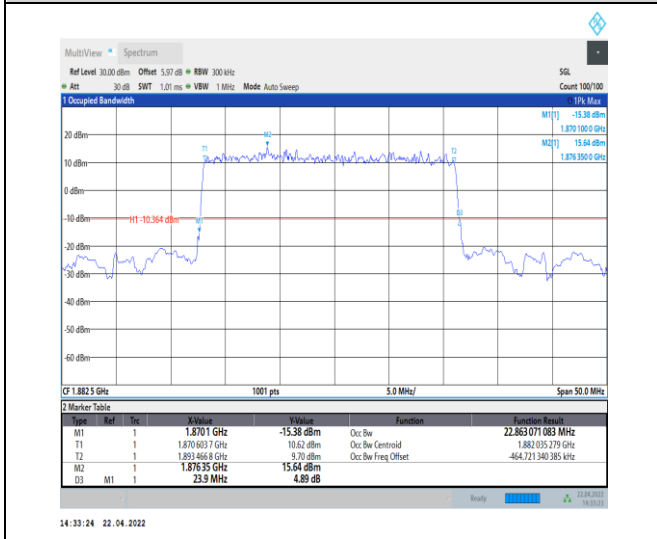 MultiView Spectrum
Ref Level 30.00 dBm Offset 5.97 dB RBW 300 kHz SGL
Att 30 dB SWT 1.01 ms VBW 1 MHz Mode Auto Sweep Count 100/100
1 Occupied Bandwidth 1Pk Max
M1[1] -15.38 dBm
1.870 100 0 GHz
M2[1] 15.64 dBm
1.876 350 0 GHz
20 dBm
M2
T1
T2
10 dBm
0 dBm
D3
-10 dBm
H1 -10.364 dBm
M1
-20 dBm
-30 dBm
-40 dBm
-50 dBm
-60 dBm
CF 1.882 5 GHz 1001 pts 5.0 MHz/ Span 50.0 MHz
2 Marker Table
Type Ref Trc X-Value Y-Value Function Function Result
M1 1 1.8701 GHz -15.38 dBm Occ Bw 22.863 071 083 MHz
T1 1 1.870 603 7 GHz 10.62 dBm Occ Bw Centroid 1.882 035 279 GHz
T2 1 1.893 466 8 GHz 9.70 dBm Occ Bw Freq Offset -464.721 340 385 kHz
M2 1 1.876 35 GHz 15.64 dBm
D3 M1 1 23.9 MHz 4.89 dB
Ready 22.04.2022
14:33:23
14:33:24 22.04.2022